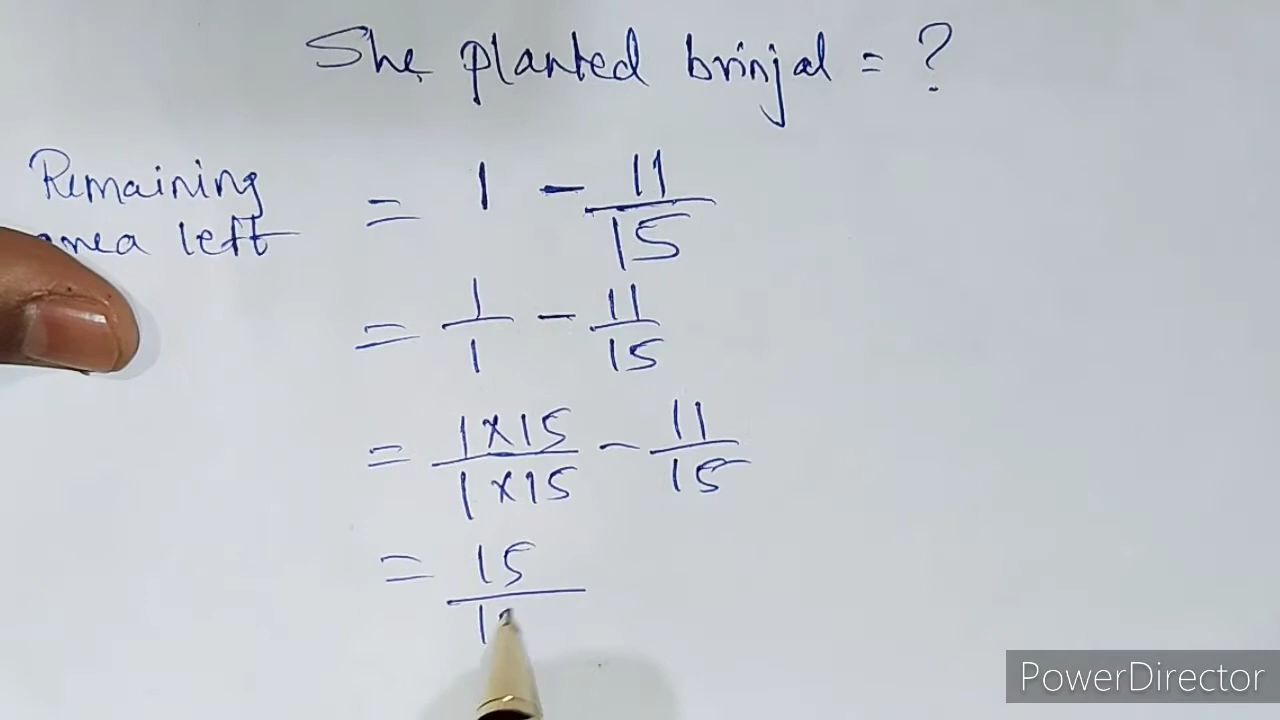 She planted brinjal = ?
Remaining area left = 1 - 11/15
= 1/1 - 11/15
= 1×15/1×15 - 11/15
= 15/1
PowerDirector